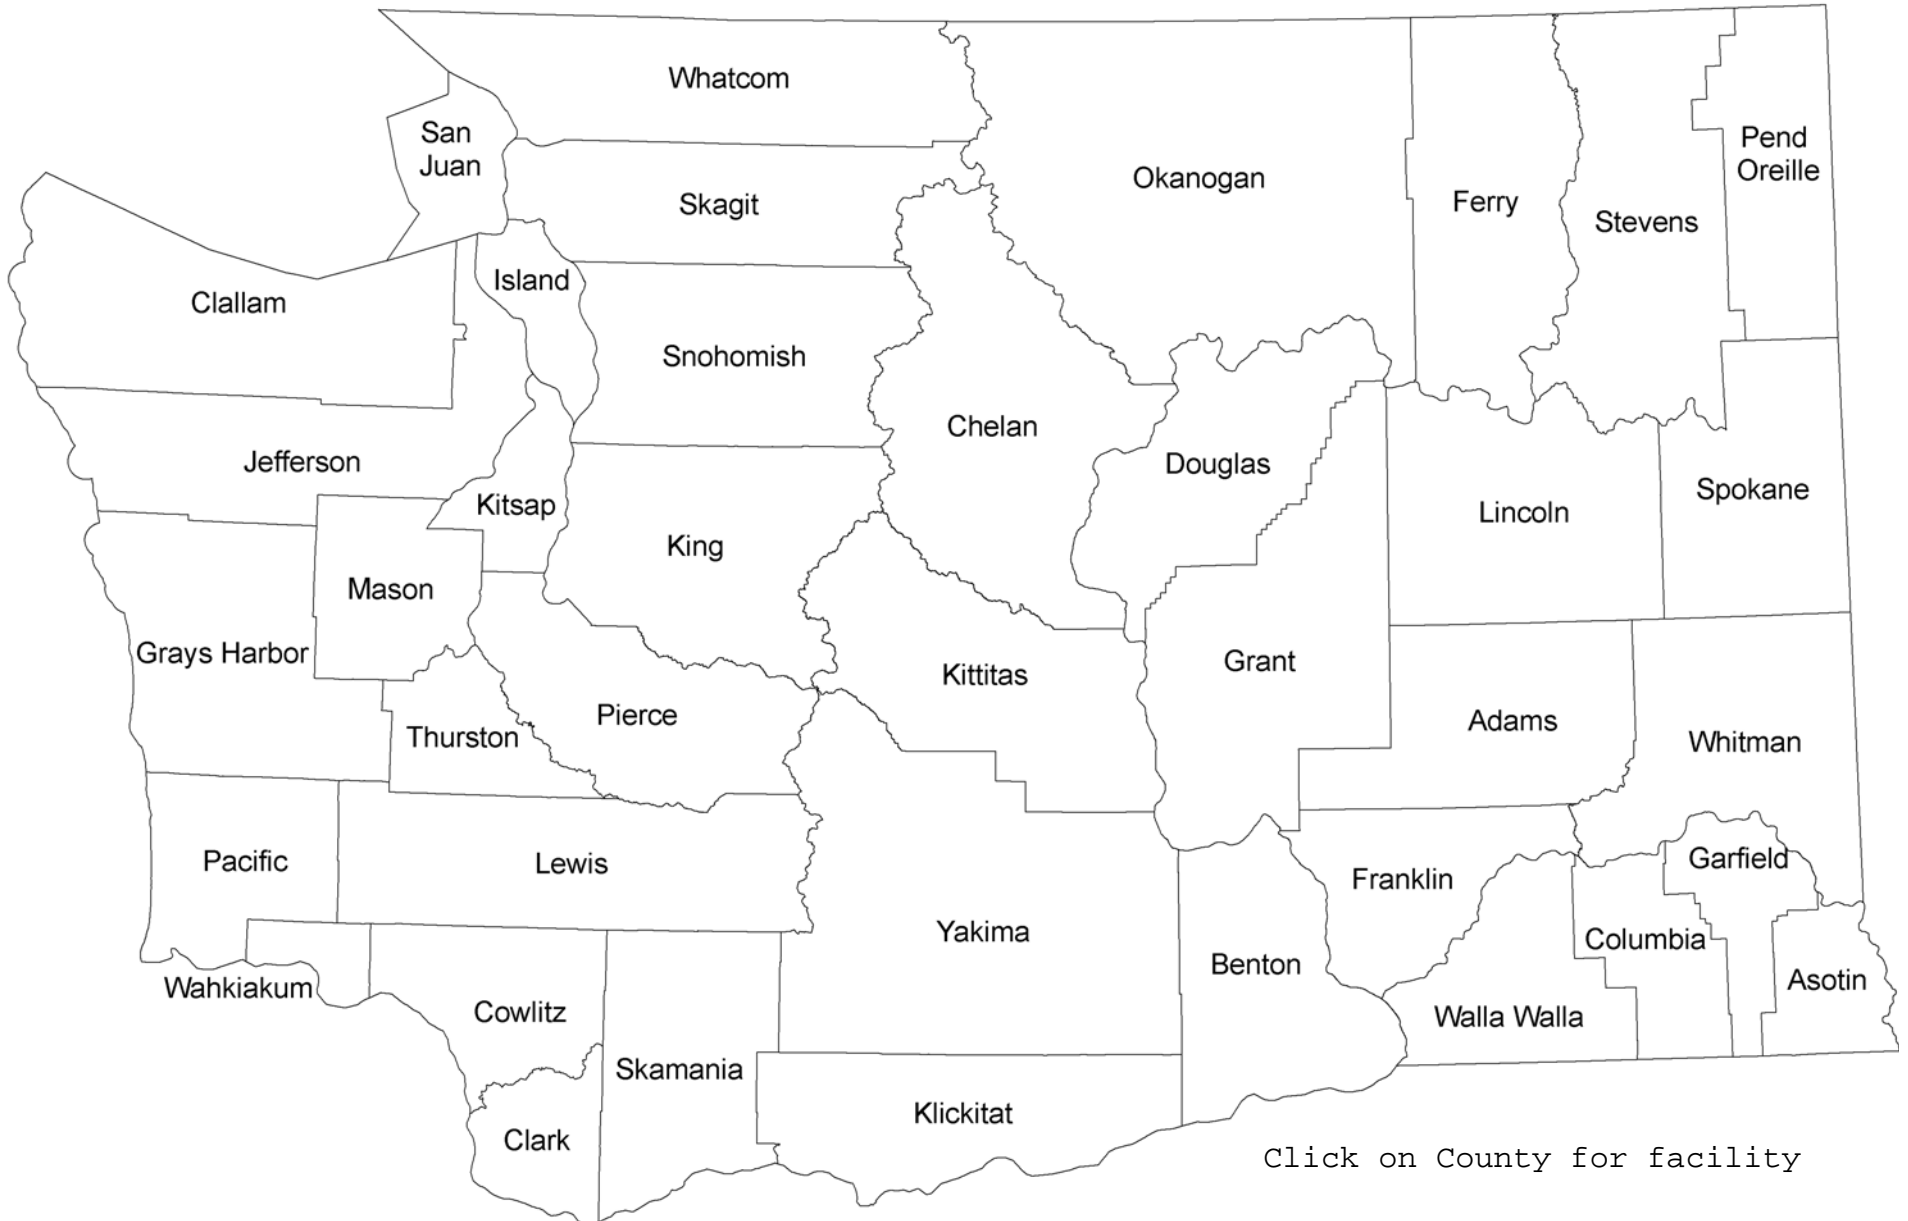 Whatcom
San
Juan
Skagit
Okanogan
Ferry
Stevens
Pend
Oreille
Island
Clallam
Snohomish
Chelan
Douglas
Jefferson
Kitsap
Lincoln
Spokane
King
Mason
Grays Harbor
Kittitas
Grant
Pierce
Thurston
Adams
Whitman
Pacific
Lewis
Garfield
Franklin
Yakima
Columbia
Benton
Asotin
Wahkiakum
Cowlitz
Walla Walla
Skamania
Klickitat
Clark
Click on County for facility